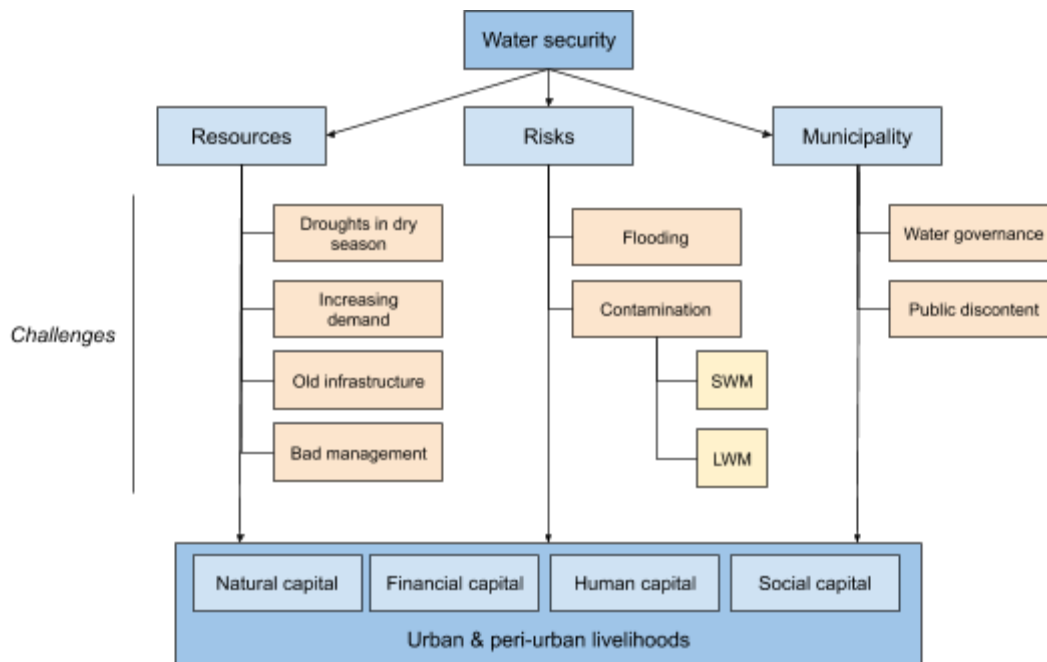 Water security
Resources
Risks
Municipality
Challenges
Droughts in dry
season
Increasing
demand
Old infrastructure
Bad management
Flooding
Contamination
SWM
LWM
Water governance
Public discontent
Natural capital
Financial capital
Human capital
Social capital
Urban & peri-urban livelihoods